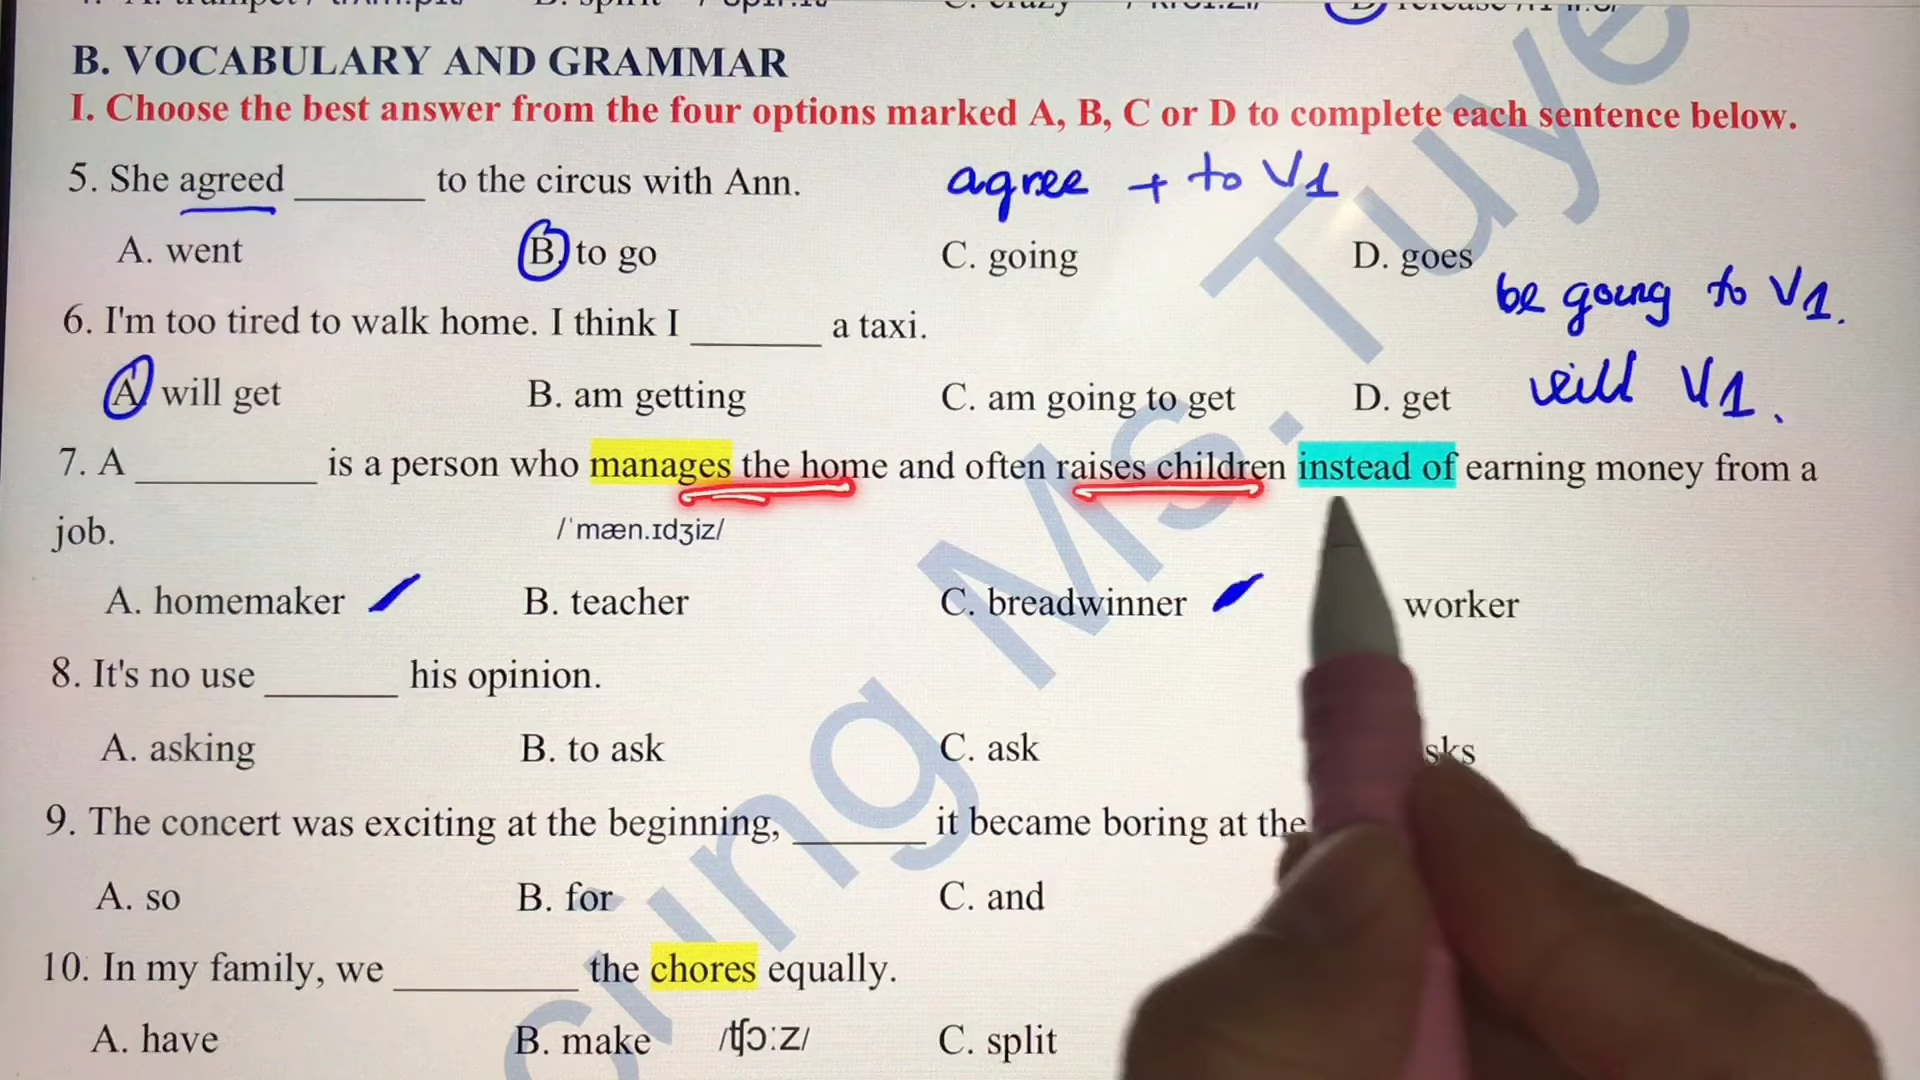 B. VOCABULARY AND GRAMMAR
I. Choose the best answer from the four options marked A, B, C or D to complete each sentence below.
5. She agreed _______ to the circus with Ann. agree + to V1
A. went B. to go C. going D. goes
be going to V1.
6. I'm too tired to walk home. I think I _______ a taxi.
A. will get B. am getting C. am going to get D. get will V1.
7. A _________ is a person who manages the home and often raises children instead of earning money from a
job. /ˈmæn.ɪdʒiz/
A. homemaker B. teacher C. breadwinner worker
8. It's no use _______ his opinion.
A. asking B. to ask C. ask
9. The concert was exciting at the beginning, _______ it became boring at the
A. so B. for C. and
10. In my family, we _________ the chores equally.
A. have B. make /ʧɔːz/ C. split
Ms. Tuye